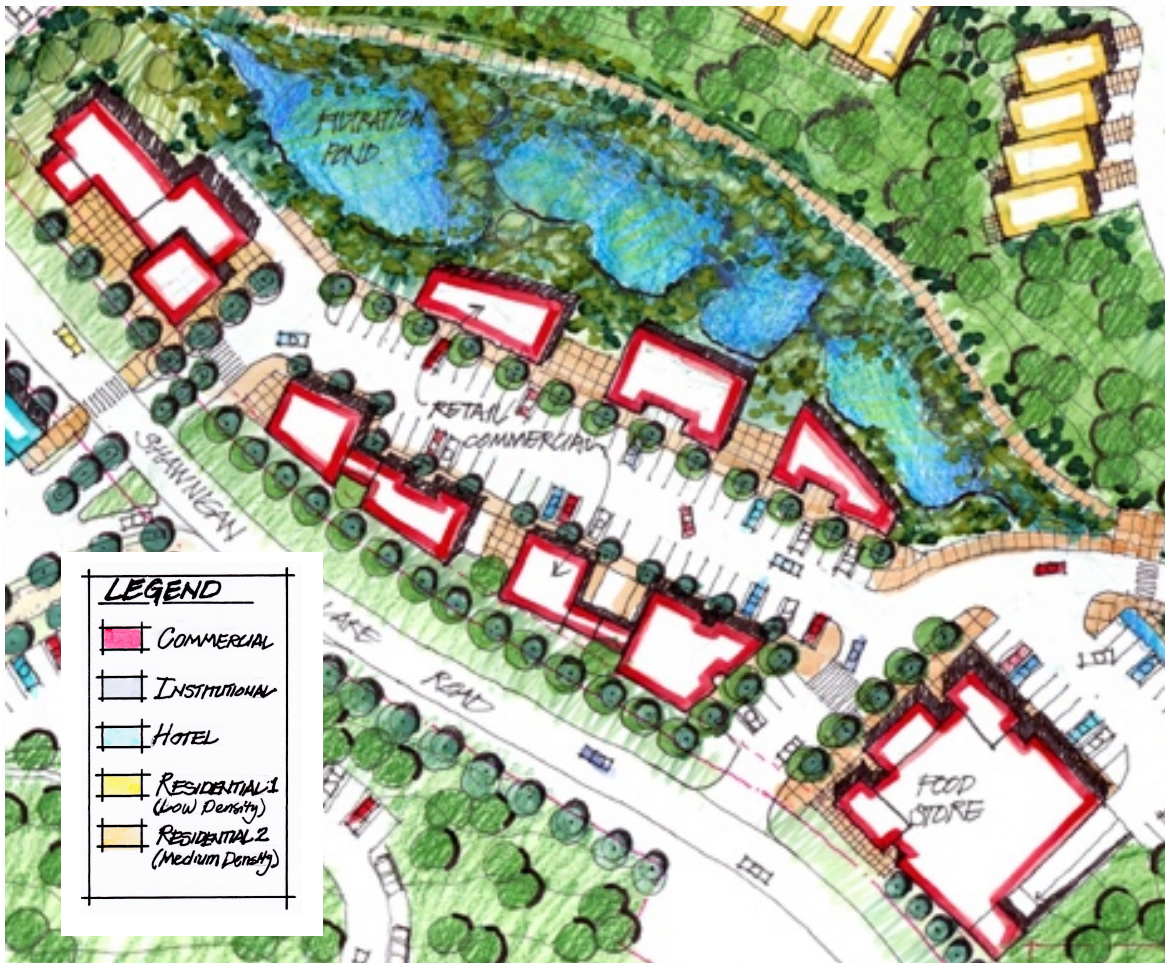 FILTRATION
POND
RETAIL
COMMERCIAL
SHAWNIGAN
LAKE
ROAD
FOOD
STORE
LEGEND
COMMERCIAL
INSTITUTIONAL
HOTEL
RESIDENTIAL 1
(Low Density)
RESIDENTIAL 2
(Medium Density)